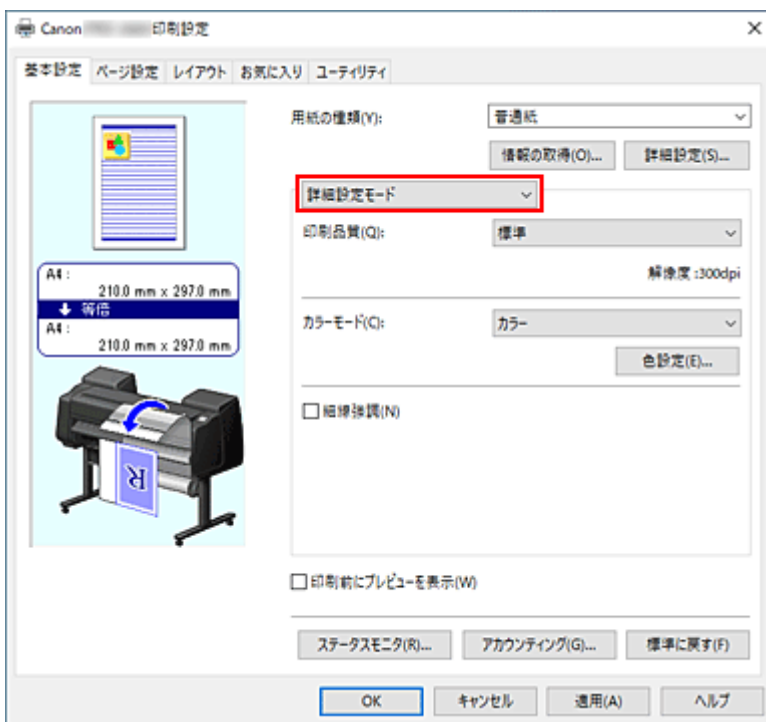 Canon 印刷設定
基本設定 ページ設定 レイアウト お気に入り ユーティリティ
用紙の種類(Y): 普通紙
情報の取得(O)... 詳細設定(S)...
詳細設定モード
印刷品質(Q): 標準
解像度 :300dpi
カラーモード(C): カラー
色設定(E)...
細線強調(N)
A4 :
210.0 mm x 297.0 mm
等倍
A4 :
210.0 mm x 297.0 mm
R
印刷前にプレビューを表示(W)
ステータスモニタ(R)... アカウンティング(G)... 標準に戻す(F)
OK キャンセル 適用(A) ヘルプ